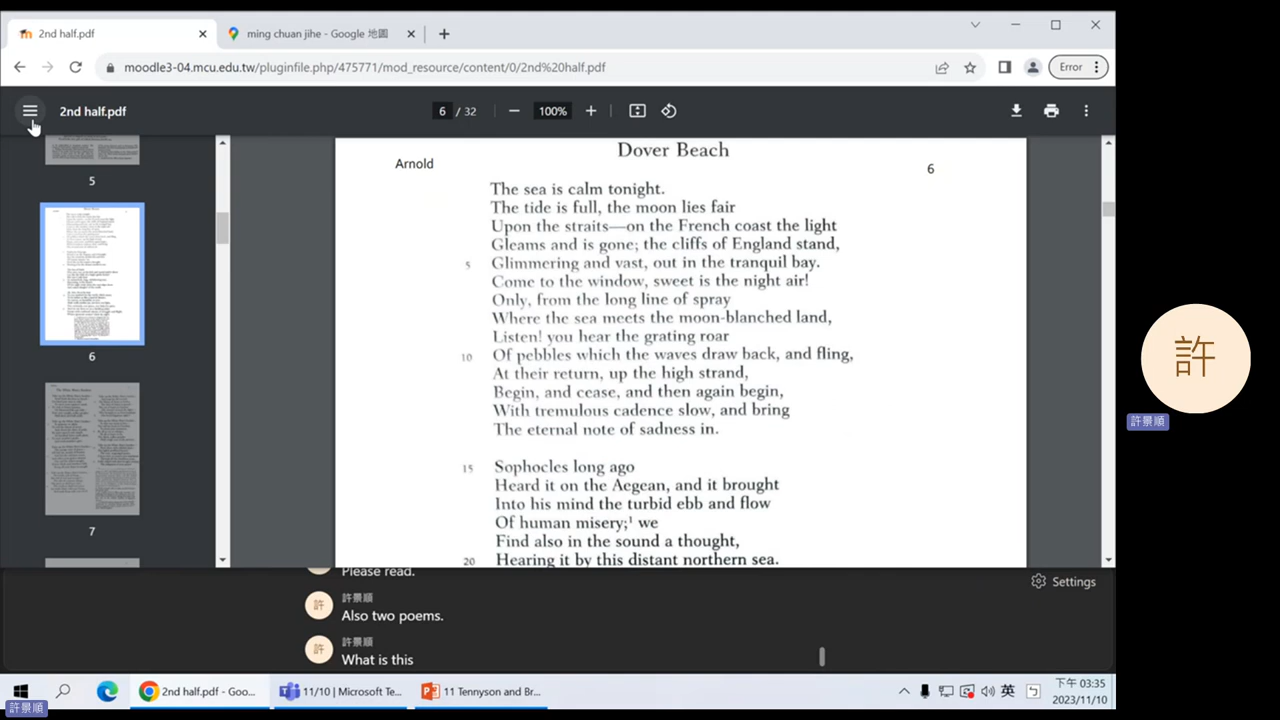 2nd half.pdf
ming chuan jihe - Google 地圖
moodle3-04.mcu.edu.tw/pluginfile.php/475771/mod_resource/content/0/2nd%20half.pdf
Error
2nd half.pdf
6 / 32
100%
5
6
7
Dover Beach
Arnold
6
The sea is calm tonight.
The tide is full, the moon lies fair
Upon the straits—on the French coast the light
Gleams and is gone; the cliffs of England stand,
5 Glimmering and vast, out in the tranquil bay.
Come to the window, sweet is the night air!
Only, from the long line of spray
Where the sea meets the moon-blanched land,
Listen! you hear the grating roar
10 Of pebbles which the waves draw back, and fling,
At their return, up the high strand,
Begin, and cease, and then again begin,
With tremulous cadence slow, and bring
The eternal note of sadness in.
15 Sophocles long ago
Heard it on the Aegean, and it brought
Into his mind the turbid ebb and flow
Of human misery;¹ we
Find also in the sound a thought,
20 Hearing it by this distant northern sea.
許
許景順
Please read.
許景順
許
Also two poems.
許景順
許
What is this
Settings
2nd half.pdf - Goo...
11/10 | Microsoft Te...
11 Tennyson and Br...
英
下午 03:35
2023/11/10
許景順